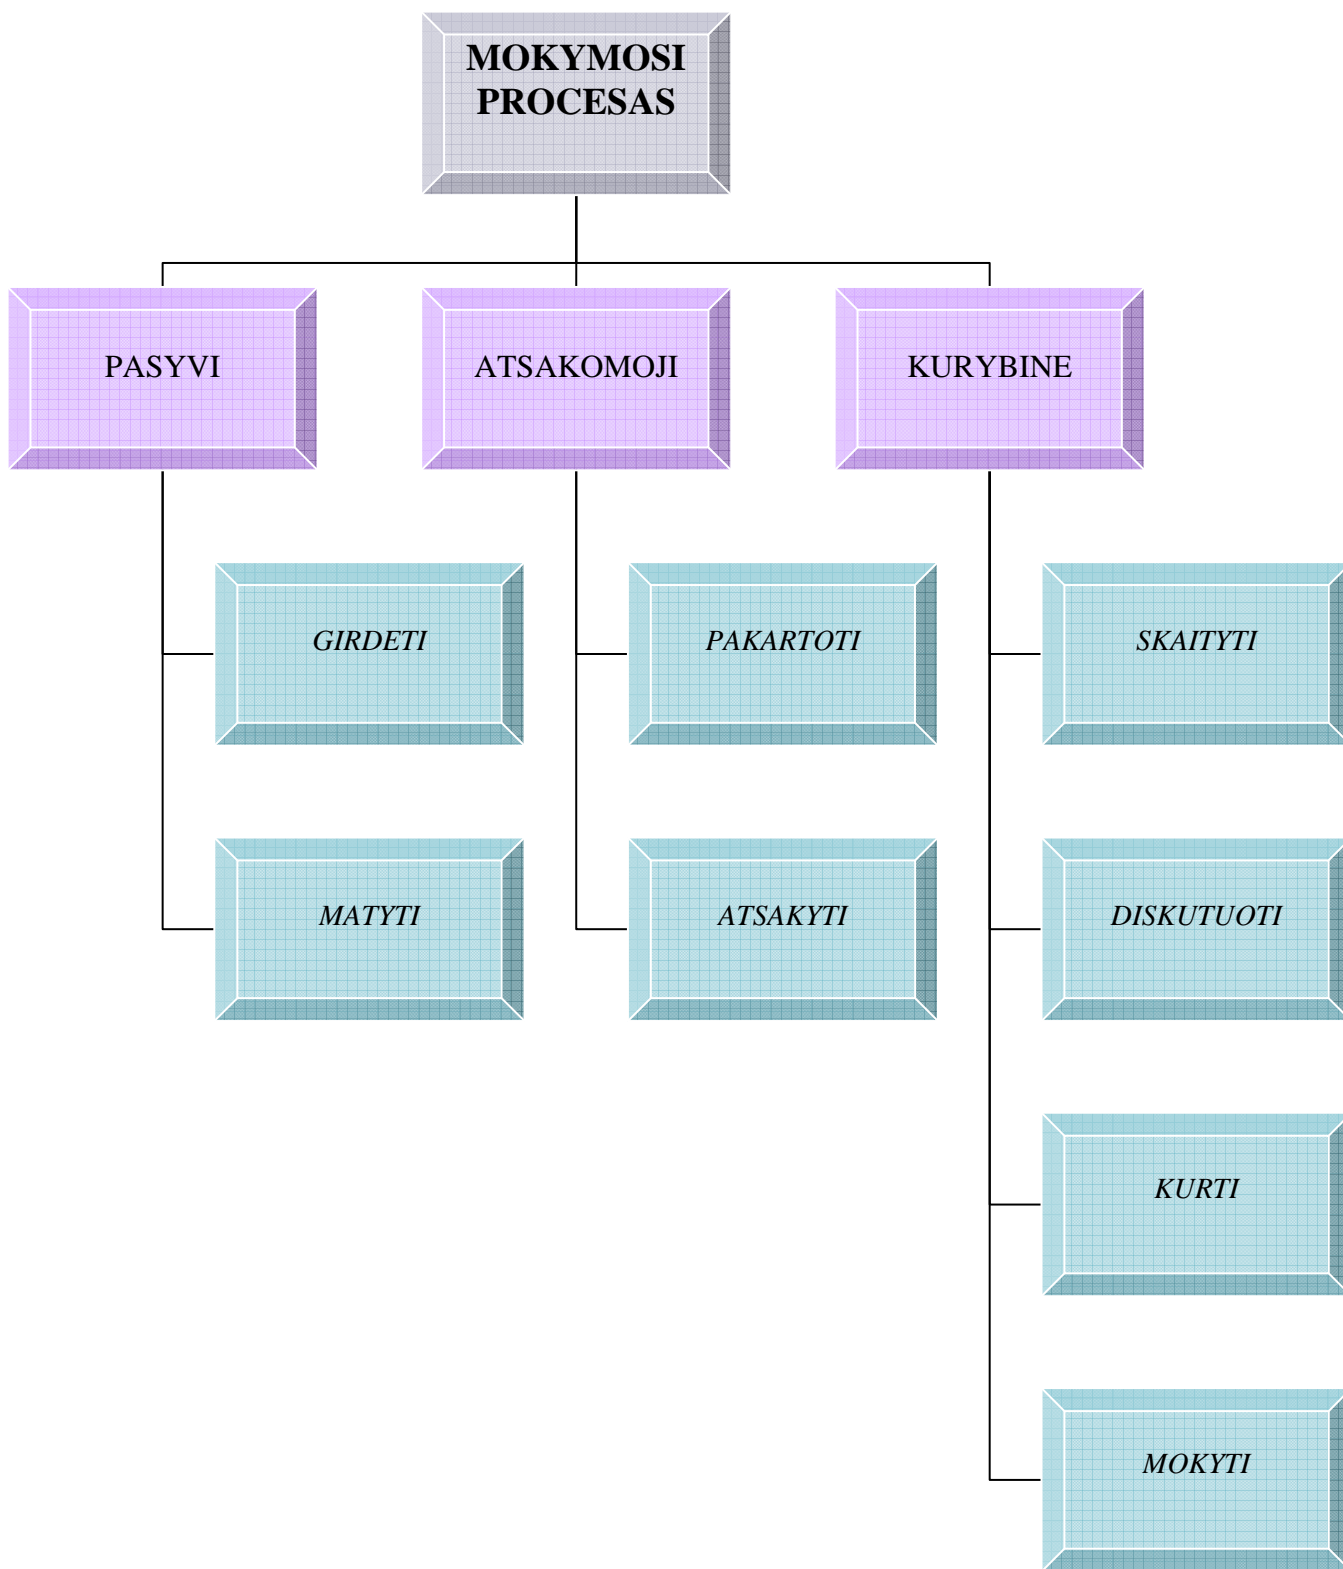 MOKYMOSI
PROCESAS
PASYVI
ATSAKOMOJI
KURYBINE
GIRDETI
PAKARTOTI
SKAITYTI
MATYTI
ATSAKYTI
DISKUTUOTI
KURTI
MOKYTI